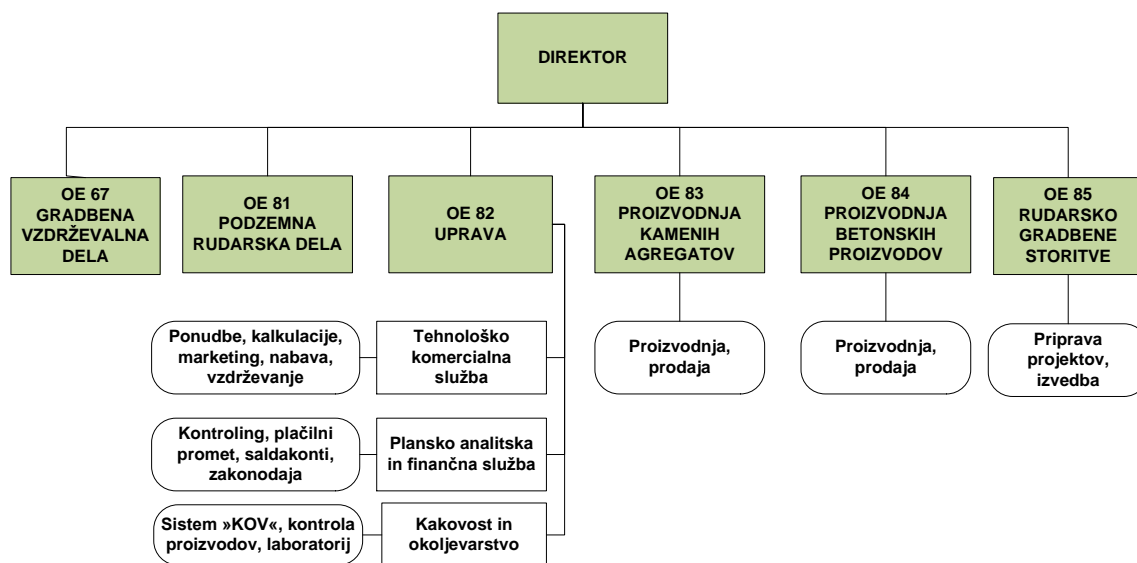 DIREKTOR
OE 67
GRADBENA
VZDRŽEVALNA
DELA
OE 81
PODZEMNA
RUDARSKA DELA
OE 82
UPRAVA
OE 83
PROIZVODNJA
KAMENIH
AGREGATOV
OE 84
PROIZVODNJA
BETONSKIH
PROIZVODOV
OE 85
RUDARSKO
GRADBENE
STORITVE
Ponudbe, kalkulacije,
marketing, nabava,
vzdrževanje
Tehnološko
komercialna
služba
Proizvodnja,
prodaja
Proizvodnja,
prodaja
Priprava
projektov,
izvedba
Kontroling, plačilni
promet, saldakonti,
zakonodaja
Plansko analitska
in finančna služba
Sistem »KOV«, kontrola
proizvodov, laboratorij
Kakovost in
okoljevarstvo